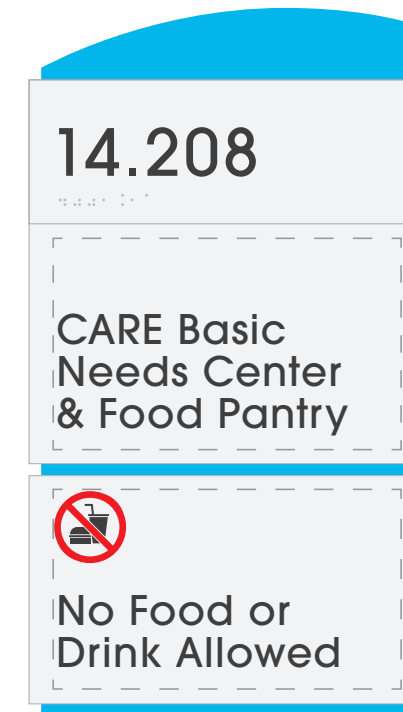 14.208
CARE Basic
Needs Center
& Food Pantry
No Food or
Drink Allowed